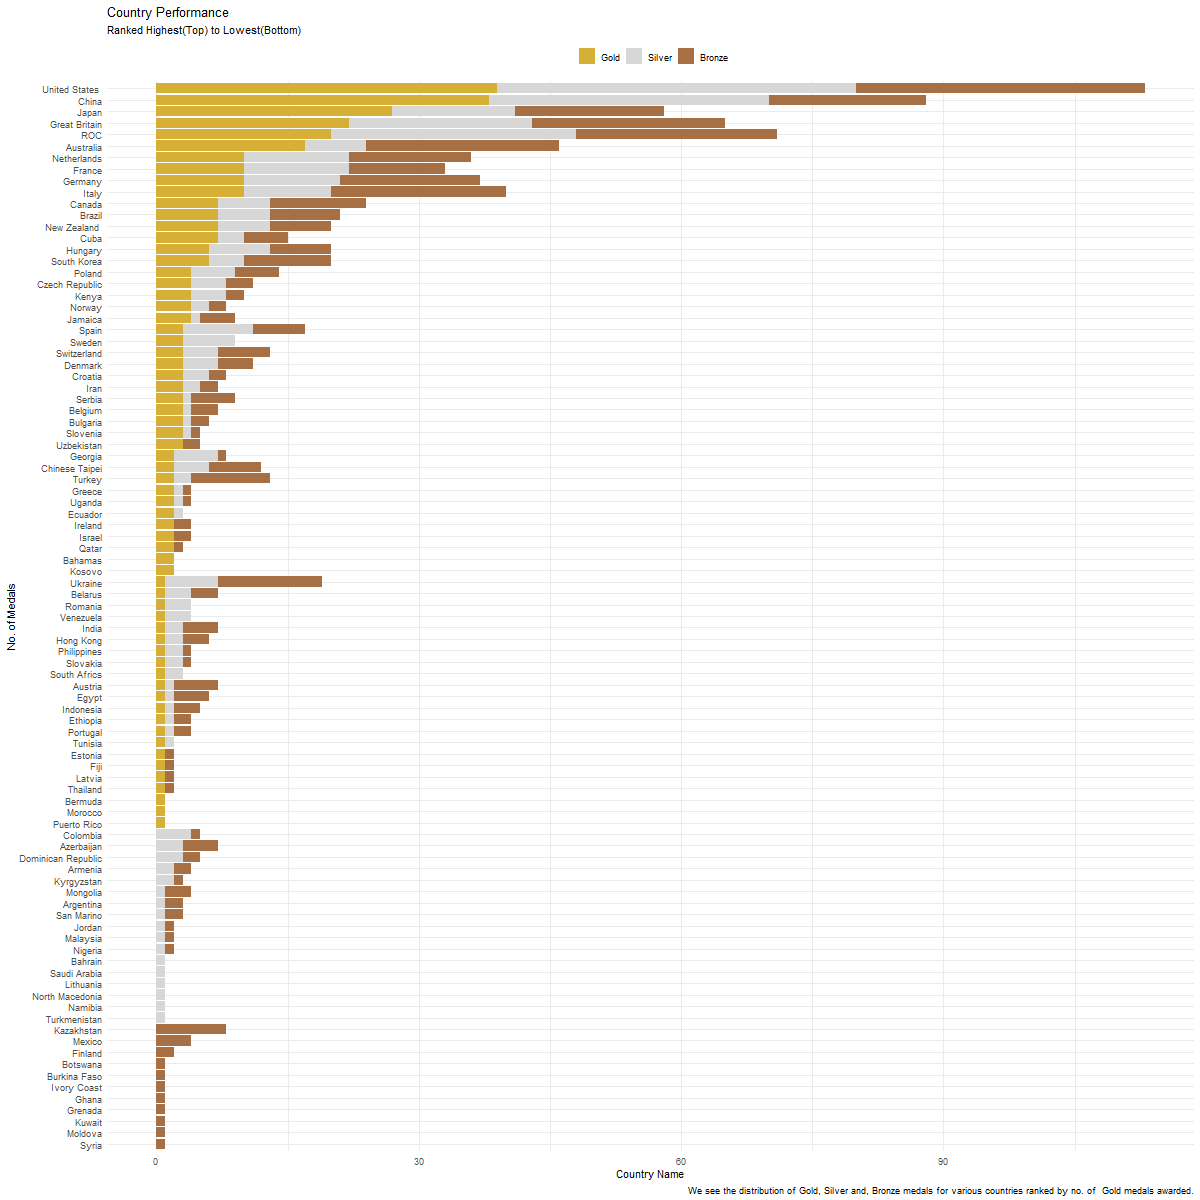 Country Performance
Ranked Highest(Top) to Lowest(Bottom)
Gold Silver Bronze
United States
China
Japan
Great Britain
ROC
Australia
Netherlands
France
Germany
Italy
Canada
Brazil
New Zealand
Cuba
Hungary
South Korea
Poland
Czech Republic
Kenya
Norway
Jamaica
Spain
Sweden
Switzerland
Denmark
Croatia
Iran
Serbia
Belgium
Bulgaria
Slovenia
Uzbekistan
Georgia
Chinese Taipei
Turkey
Greece
Uganda
Ecuador
Ireland
Israel
Qatar
Bahamas
Kosovo
Ukraine
Belarus
Romania
Venezuela
India
Hong Kong
Philippines
Slovakia
South Africs
Austria
Egypt
Indonesia
Ethiopia
Portugal
Tunisia
Estonia
Fiji
Latvia
Thailand
Bermuda
Morocco
Puerto Rico
Colombia
Azerbaijan
Dominican Republic
Armenia
Kyrgyzstan
Mongolia
Argentina
San Marino
Jordan
Malaysia
Nigeria
Bahrain
Saudi Arabia
Lithuania
North Macedonia
Namibia
Turkmenistan
Kazakhstan
Mexico
Finland
Botswana
Burkina Faso
Ivory Coast
Ghana
Grenada
Kuwait
Moldova
Syria
No. of Medals
0 30 60 90
Country Name
We see the distribution of Gold, Silver and, Bronze medals for various countries ranked by no. of  Gold medals awarded.